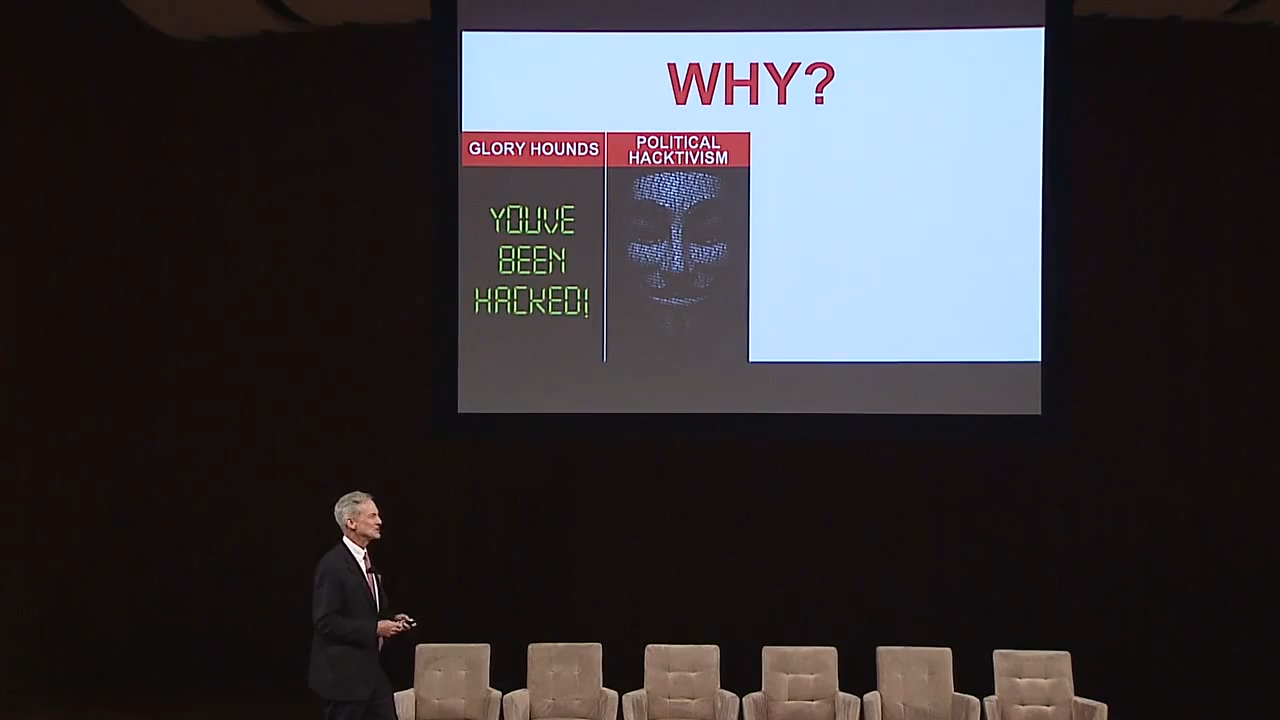 WHY?
GLORY HOUNDS
POLITICAL
HACKTIVISM
YOUVE
BEEN
HACKED!